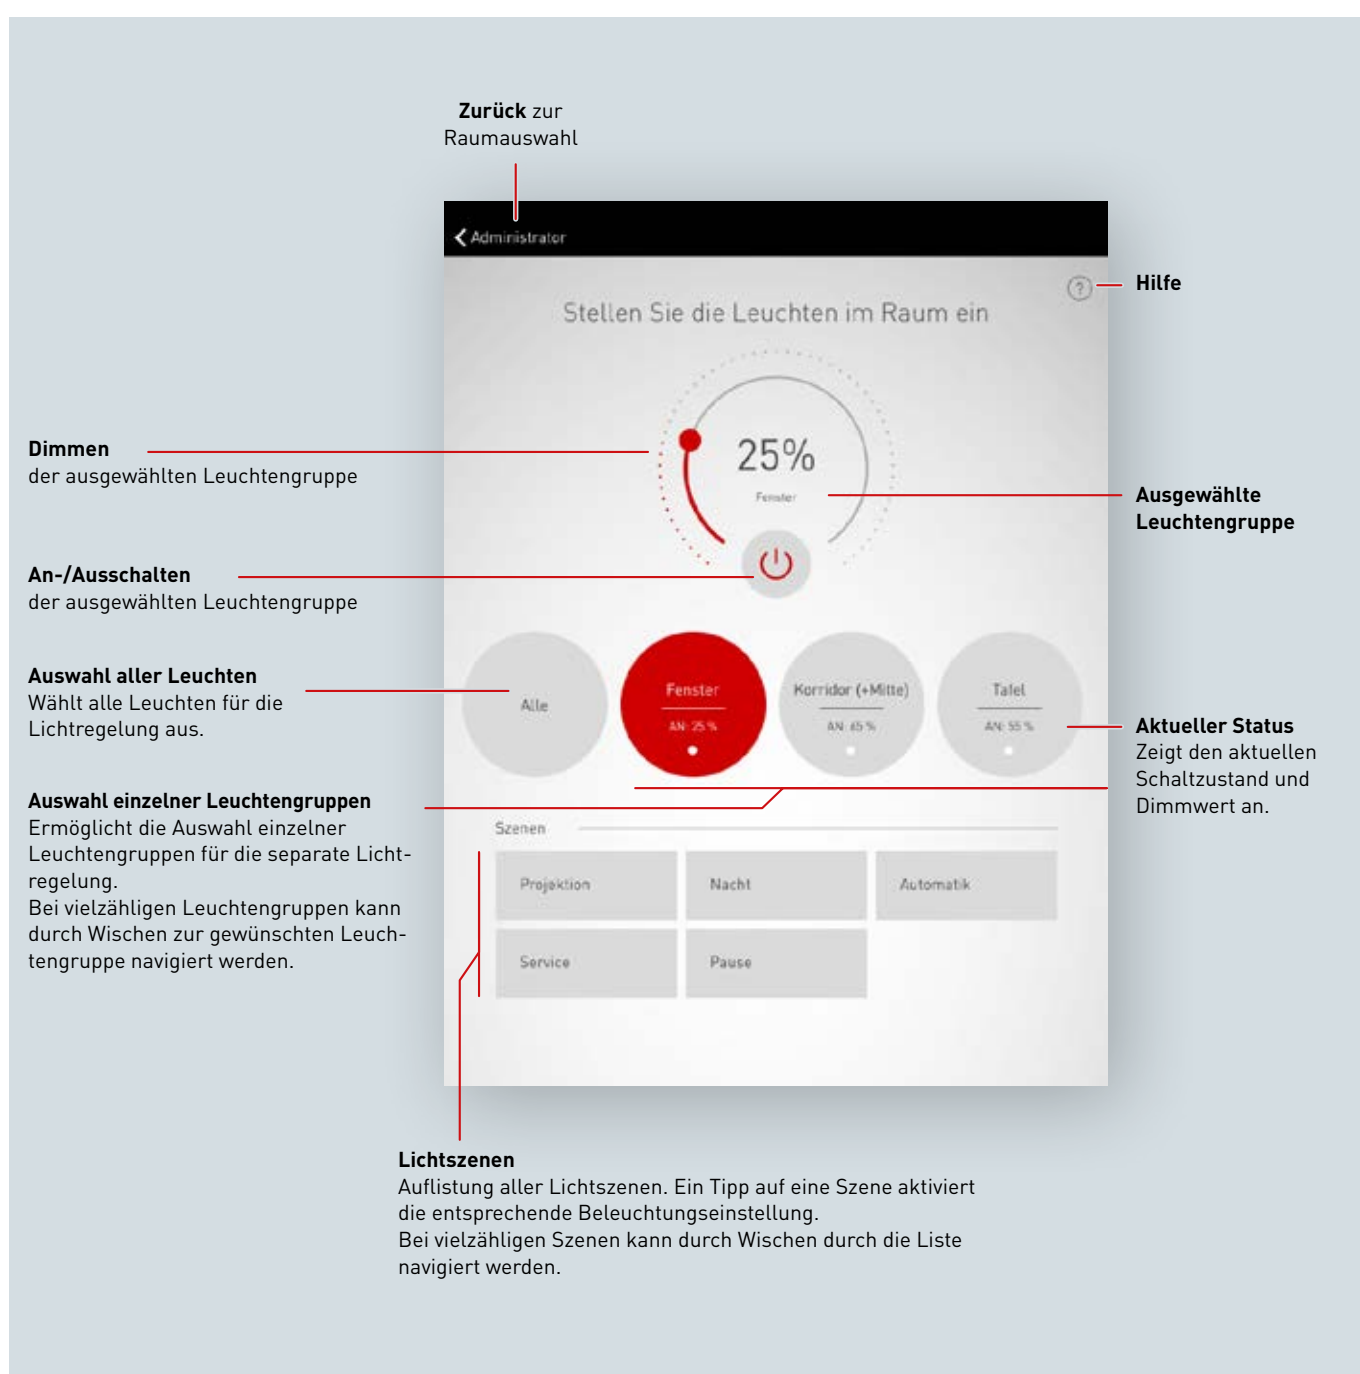 Zurück zur
Raumauswahl
Administrator
Hilfe
Stellen Sie die Leuchten im Raum ein
Dimmen
der ausgewählten Leuchtengruppe
25%
Fenster
Ausgewählte
Leuchtengruppe
An-/Ausschalten
der ausgewählten Leuchtengruppe
Auswahl aller Leuchten
Wählt alle Leuchten für die
Lichtregelung aus.
Alle
Fenster
AN: 25 %
Korridor (+Mitte)
AN: 65 %
Tafel
AN: 55 %
Aktueller Status
Zeigt den aktuellen
Schaltzustand und
Dimmwert an.
Auswahl einzelner Leuchtengruppen
Ermöglicht die Auswahl einzelner
Leuchtengruppen für die separate Licht-
regelung.
Bei vielzähligen Leuchtengruppen kann
durch Wischen zur gewünschten Leuch-
tengruppe navigiert werden.
Szenen
Projektion
Nacht
Automatik
Service
Pause
Lichtszenen
Auflistung aller Lichtszenen. Ein Tipp auf eine Szene aktiviert
die entsprechende Beleuchtungseinstellung.
Bei vielzähligen Szenen kann durch Wischen durch die Liste
navigiert werden.